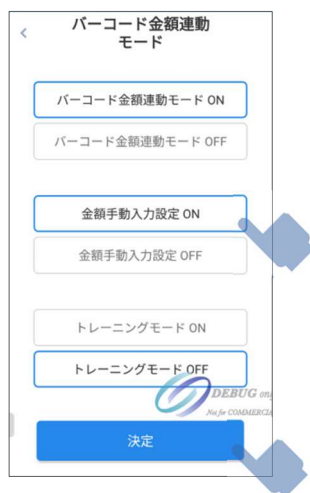 バーコード金額連動
モード
バーコード金額連動モード ON
バーコード金額連動モード OFF
金額手動入力設定 ON
金額手動入力設定 OFF
トレーニングモード ON
トレーニングモード OFF
DEBUG
Not for
決定